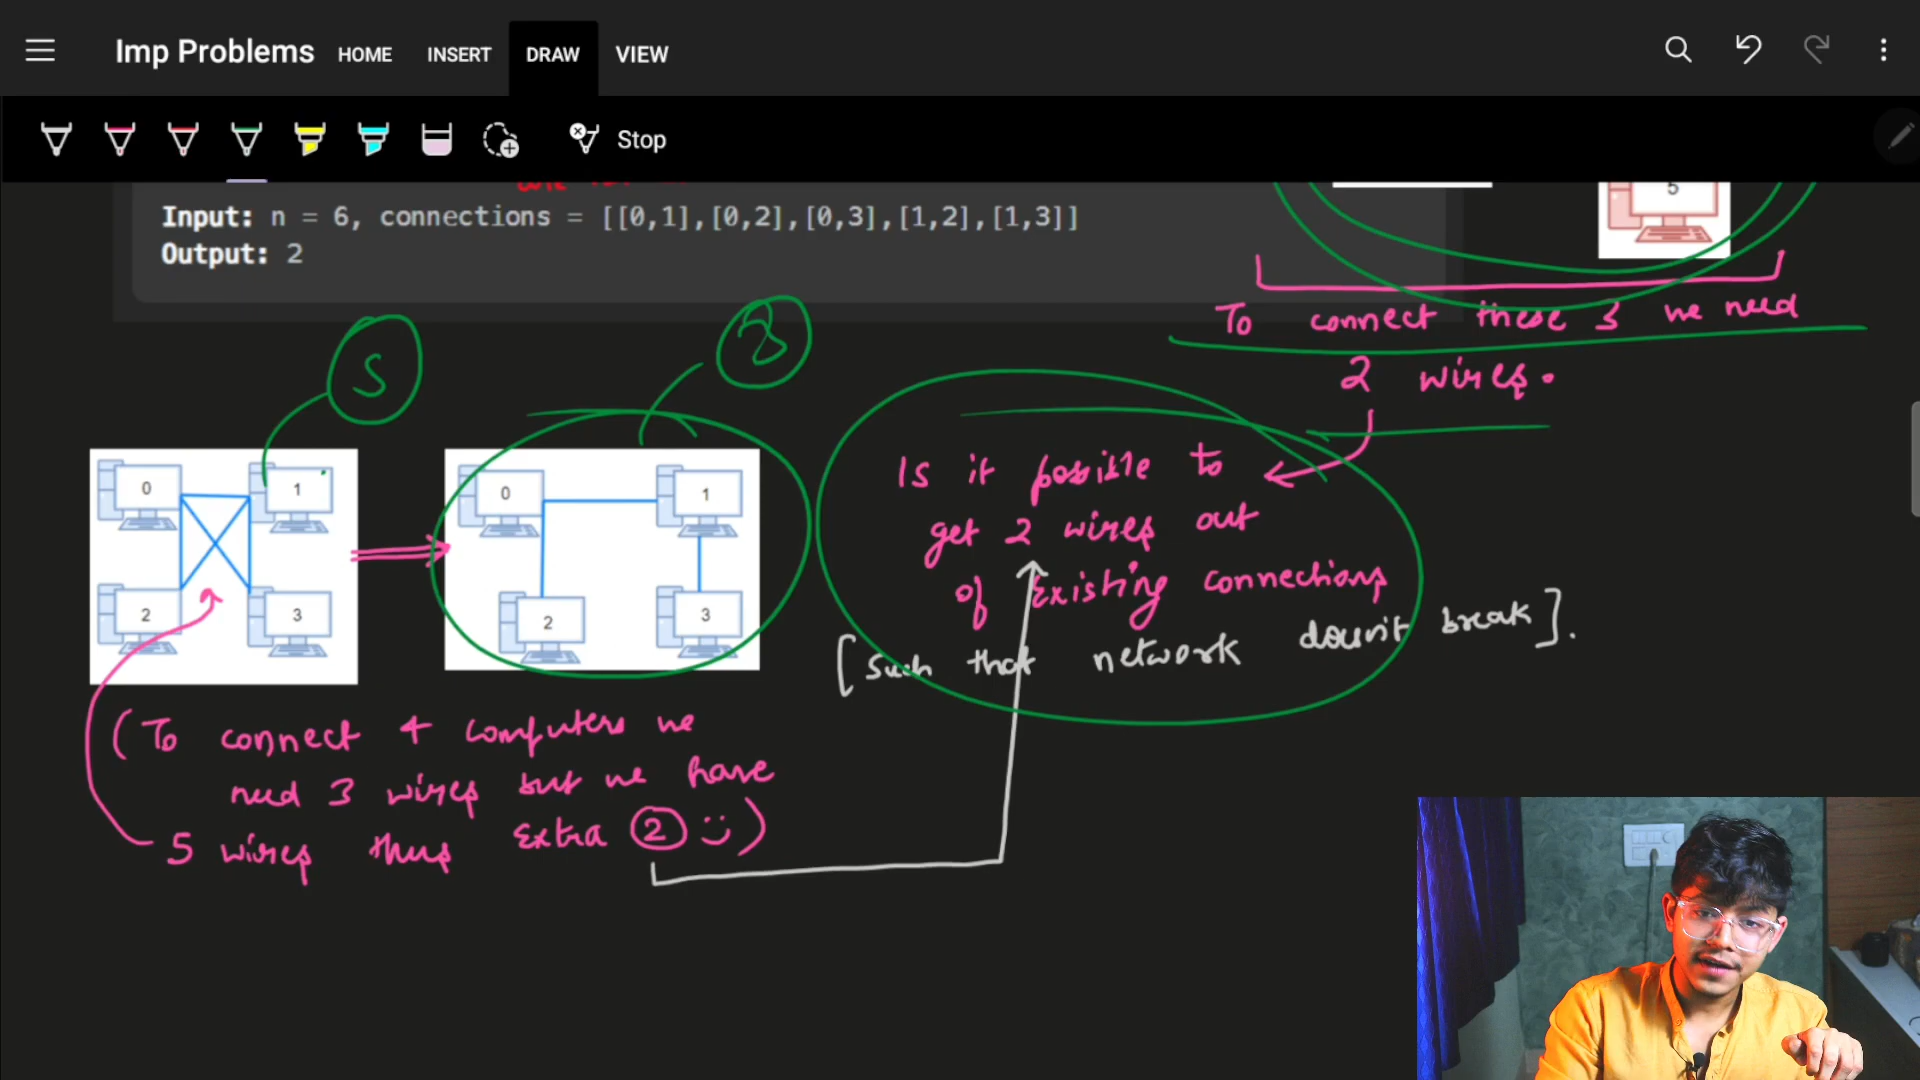 Imp Problems HOME INSERT DRAW VIEW
Stop
Input: n = 6, connections = [[0,1],[0,2],[0,3],[1,2],[1,3]]
Output: 2
5
To connect these 3 we need
2 wires.
5
3
0 1
2 3
0 1
2 3
Is it possible to
get 2 wires out
of Existing connections
[such that network doesn't break].
(To connect 4 computers we
need 3 wires but we have
5 wires thus Extra 2 :))